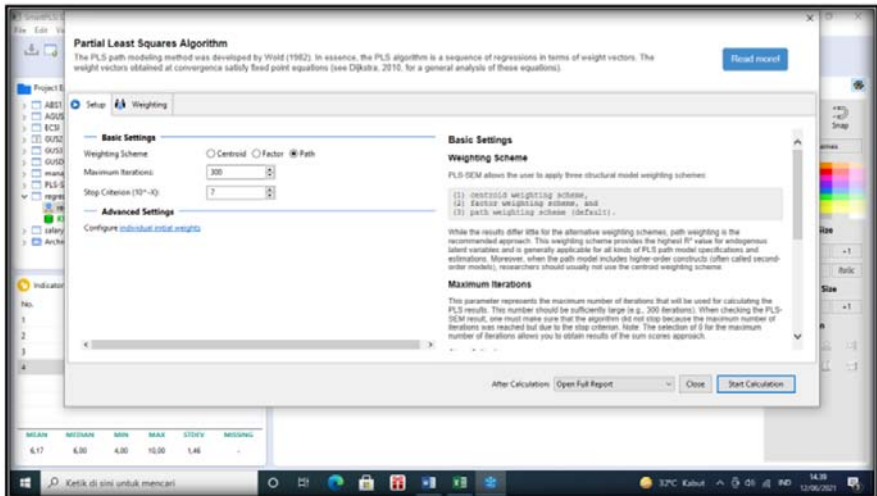 File Edit
Partial Least Squares Algorithm
The PLS path modeling method was developed by Wold (1982). In essence, the PLS algorithm is a sequence of regressions in terms of weight vectors. The
weight vectors obtained at convergence satisfy fixed point equations (see Dijkstra, 2010, for a general analysis of these equations).
Read more!
Project
Setup
Weighting
ABS1
AGUS
ECSI
GUS2
GUS3
GUSD
mana
PLS-S
regres
re
salary
Archi
Snap
Basic Settings
Weighting Scheme
Centroid
Factor
Path
Maximum Iterations:
300
Stop Criterion (10^-X):
7
Advanced Settings
Configure individual initial weights
Basic Settings
Weighting Scheme
PLS-SEM allows the user to apply three structural model weighting schemes:
(1) centroid weighting scheme,
(2) factor weighting scheme, and
(3) path weighting scheme (default).
While the results differ little for the alternative weighting schemes, path weighting is the
recommended approach. This weighting scheme provides the highest R² value for endogenous
latent variables and is generally applicable for all kinds of PLS path model specifications and
estimations. Moreover, when the path model includes higher-order constructs (often called second-
order models), researchers should usually not use the centroid weighting scheme.
Maximum Iterations
This parameter represents the maximum number of iterations that will be used for calculating the
PLS results. This number should be sufficiently large (e.g., 300 iterations). When checking the PLS-
SEM result, one must make sure that the algorithm did not stop because the maximum number of
iterations was reached but due to the stop criterion. Note: The selection of 0 for the maximum
number of iterations allows you to obtain results of the sum scores approach.
Size
+1
Italic
Size
+1
Indicator
No.
1
2
3
4
After Calculation: Open Full Report
Close
Start Calculation
MEAN MEDIAN MIN MAX STDEV MISSING
6,17 6,00 4,00 10,00 1,46 -
Ketik di sini untuk mencari
32°C Kabut
IND
14.39
12/06/2021